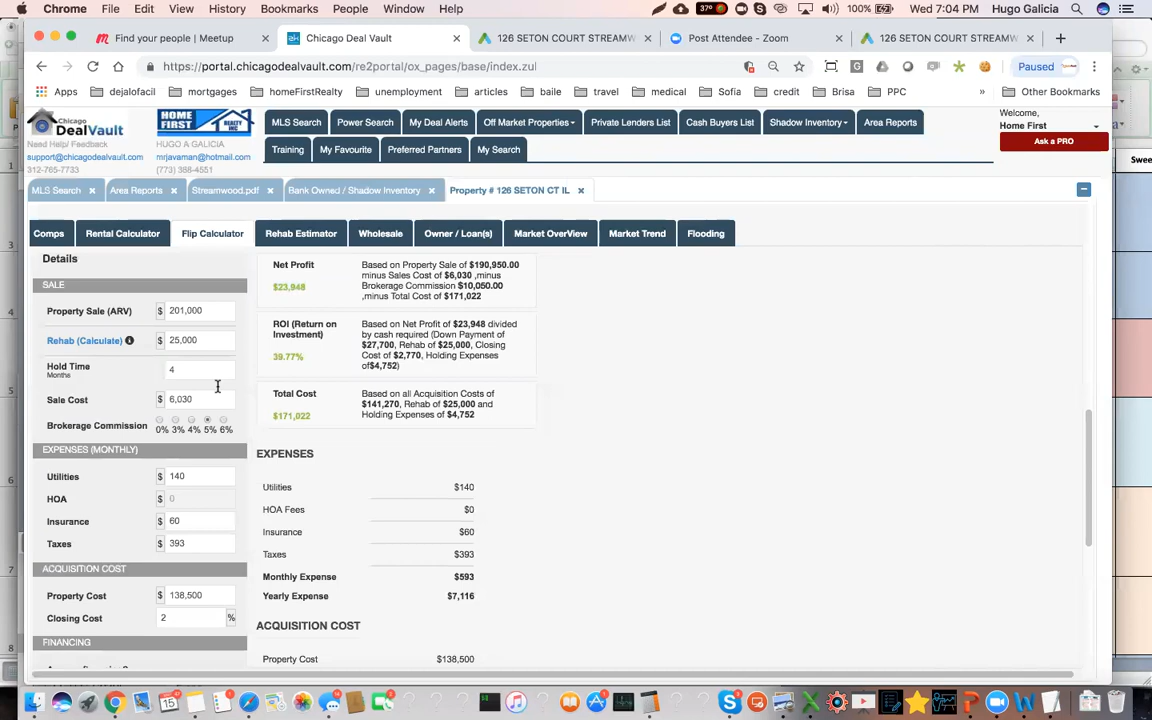 Chrome File Edit View History Bookmarks People Window Help 37° 100% Wed 7:04 PM Hugo Galicia
Find your people | Meetup × Chicago Deal Vault × 126 SETON COURT STREAMW × Post Attendee - Zoom × 126 SETON COURT STREAMW × +
https://portal.chicagodealvault.com/re2portal/ox_pages/base/index.zul Paused
Apps dejalofacil mortgages homeFirstRealty unemployment articles baile travel medical Sofia credit Brisa PPC » Other Bookmarks
Chicago
DealVault
Need Help/ Feedback
support@chicagodealvault.com
312-765-7733
HOME FIRST
REALTY INC
HUGO A GALICIA
mrjavaman@hotmail.com
(773) 388-4551
MLS Search Power Search My Deal Alerts Off Market Properties Private Lenders List Cash Buyers List Shadow Inventory Area Reports
Training My Favourite Preferred Partners My Search
Welcome,
Home First
Ask a PRO
MLS Search × Area Reports × Streamwood.pdf × Bank Owned / Shadow Inventory × Property # 126 SETON CT IL ×
Comps Rental Calculator Flip Calculator Rehab Estimator Wholesale Owner / Loan(s) Market OverView Market Trend Flooding
Details
SALE
Property Sale (ARV) $ 201,000
Rehab (Calculate) $ 25,000
Hold Time
Months
4
Sale Cost $ 6,030
Brokerage Commission
0% 3% 4% 5% 6%
EXPENSES (MONTHLY)
Utilities $ 140
HOA $ 0
Insurance $ 60
Taxes $ 393
ACQUISITION COST
Property Cost $ 138,500
Closing Cost 2 %
FINANCING
Net Profit
$23,948
Based on Property Sale of $190,950.00
minus Sales Cost of $6,030 ,minus
Brokerage Commission $10,050.00
,minus Total Cost of $171,022
ROI (Return on
Investment)
39.77%
Based on Net Profit of $23,948 divided
by cash required (Down Payment of
$27,700, Rehab of $25,000, Closing
Cost of $2,770, Holding Expenses
of$4,752)
Total Cost
$171,022
Based on all Acquisition Costs of
$141,270, Rehab of $25,000 and
Holding Expenses of $4,752
EXPENSES
Utilities $140
HOA Fees $0
Insurance $60
Taxes $393
Monthly Expense $593
Yearly Expense $7,116
ACQUISITION COST
Property Cost $138,500
1
3
4
5
6
7
8
Swee